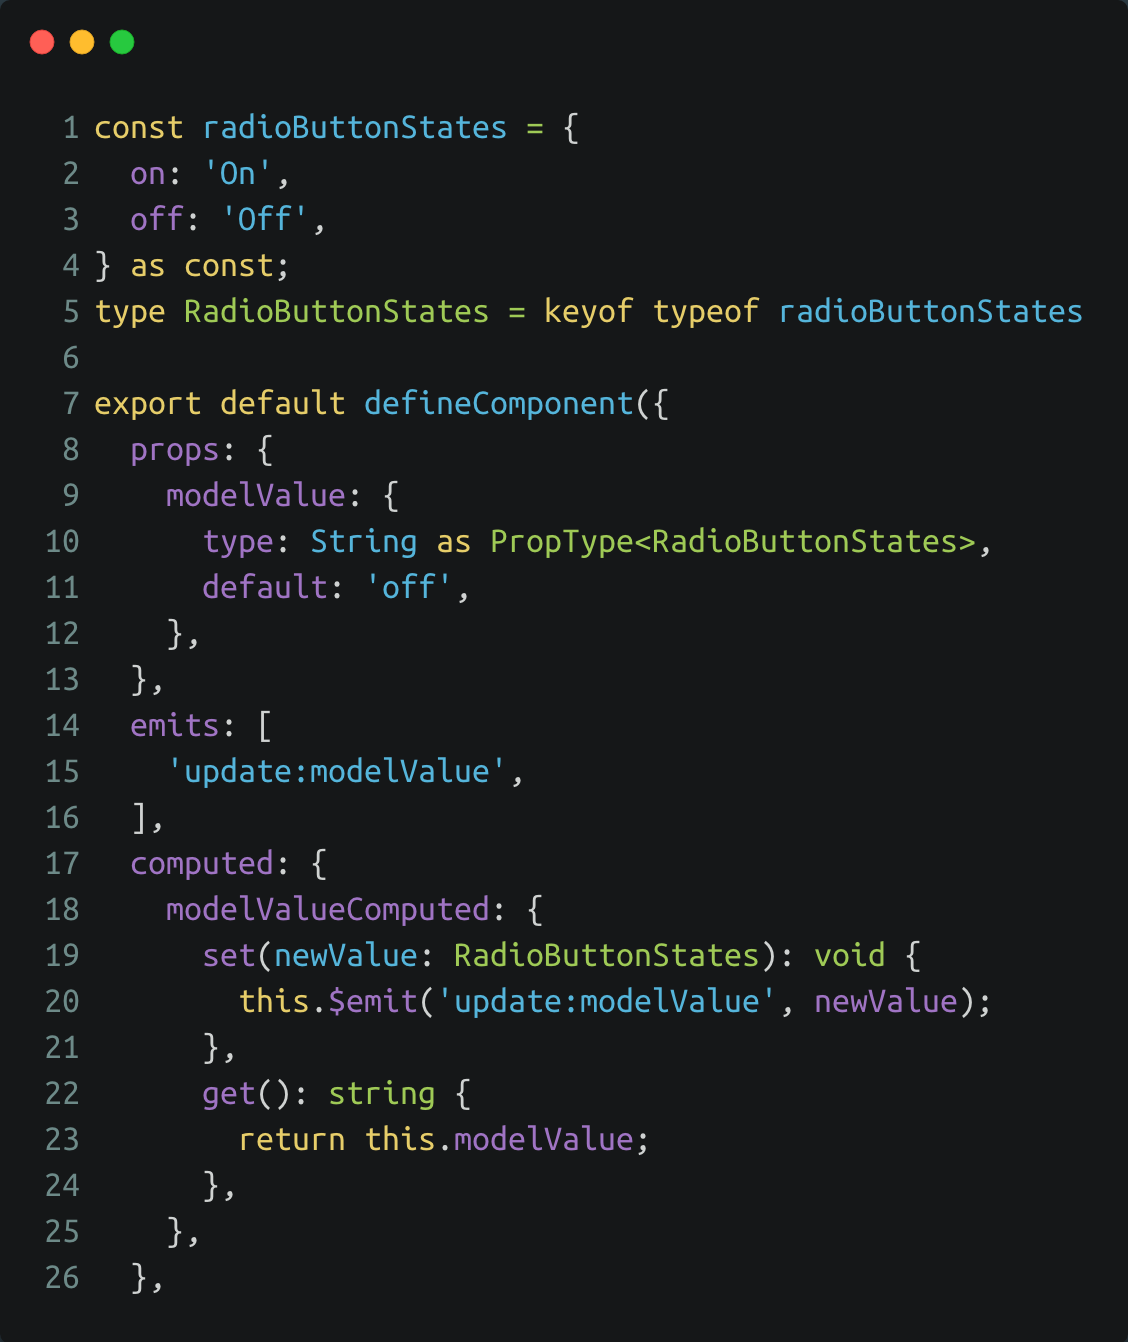 1 const radioButtonStates = {
2   on: 'On',
3   off: 'Off',
4 } as const;
5 type RadioButtonStates = keyof typeof radioButtonStates
6
7 export default defineComponent({
8   props: {
9     modelValue: {
10       type: String as PropType<RadioButtonStates>,
11       default: 'off',
12     },
13   },
14   emits: [
15     'update:modelValue',
16   ],
17   computed: {
18     modelValueComputed: {
19       set(newValue: RadioButtonStates): void {
20         this.$emit('update:modelValue', newValue);
21       },
22       get(): string {
23         return this.modelValue;
24       },
25     },
26   },